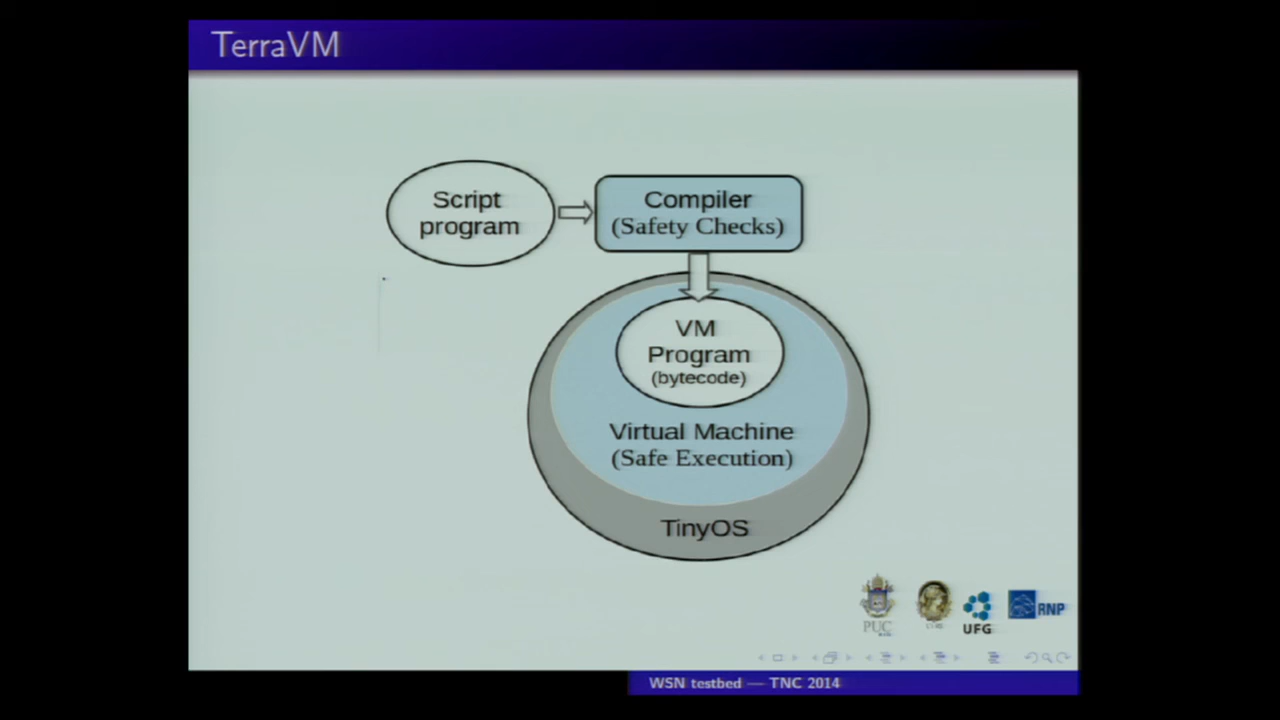 TerraVM
Script
program
Compiler
(Safety Checks)
VM
Program
(bytecode)
Virtual Machine
(Safe Execution)
TinyOS
PUC
UFG
RNP
WSN testbed — TNC 2014